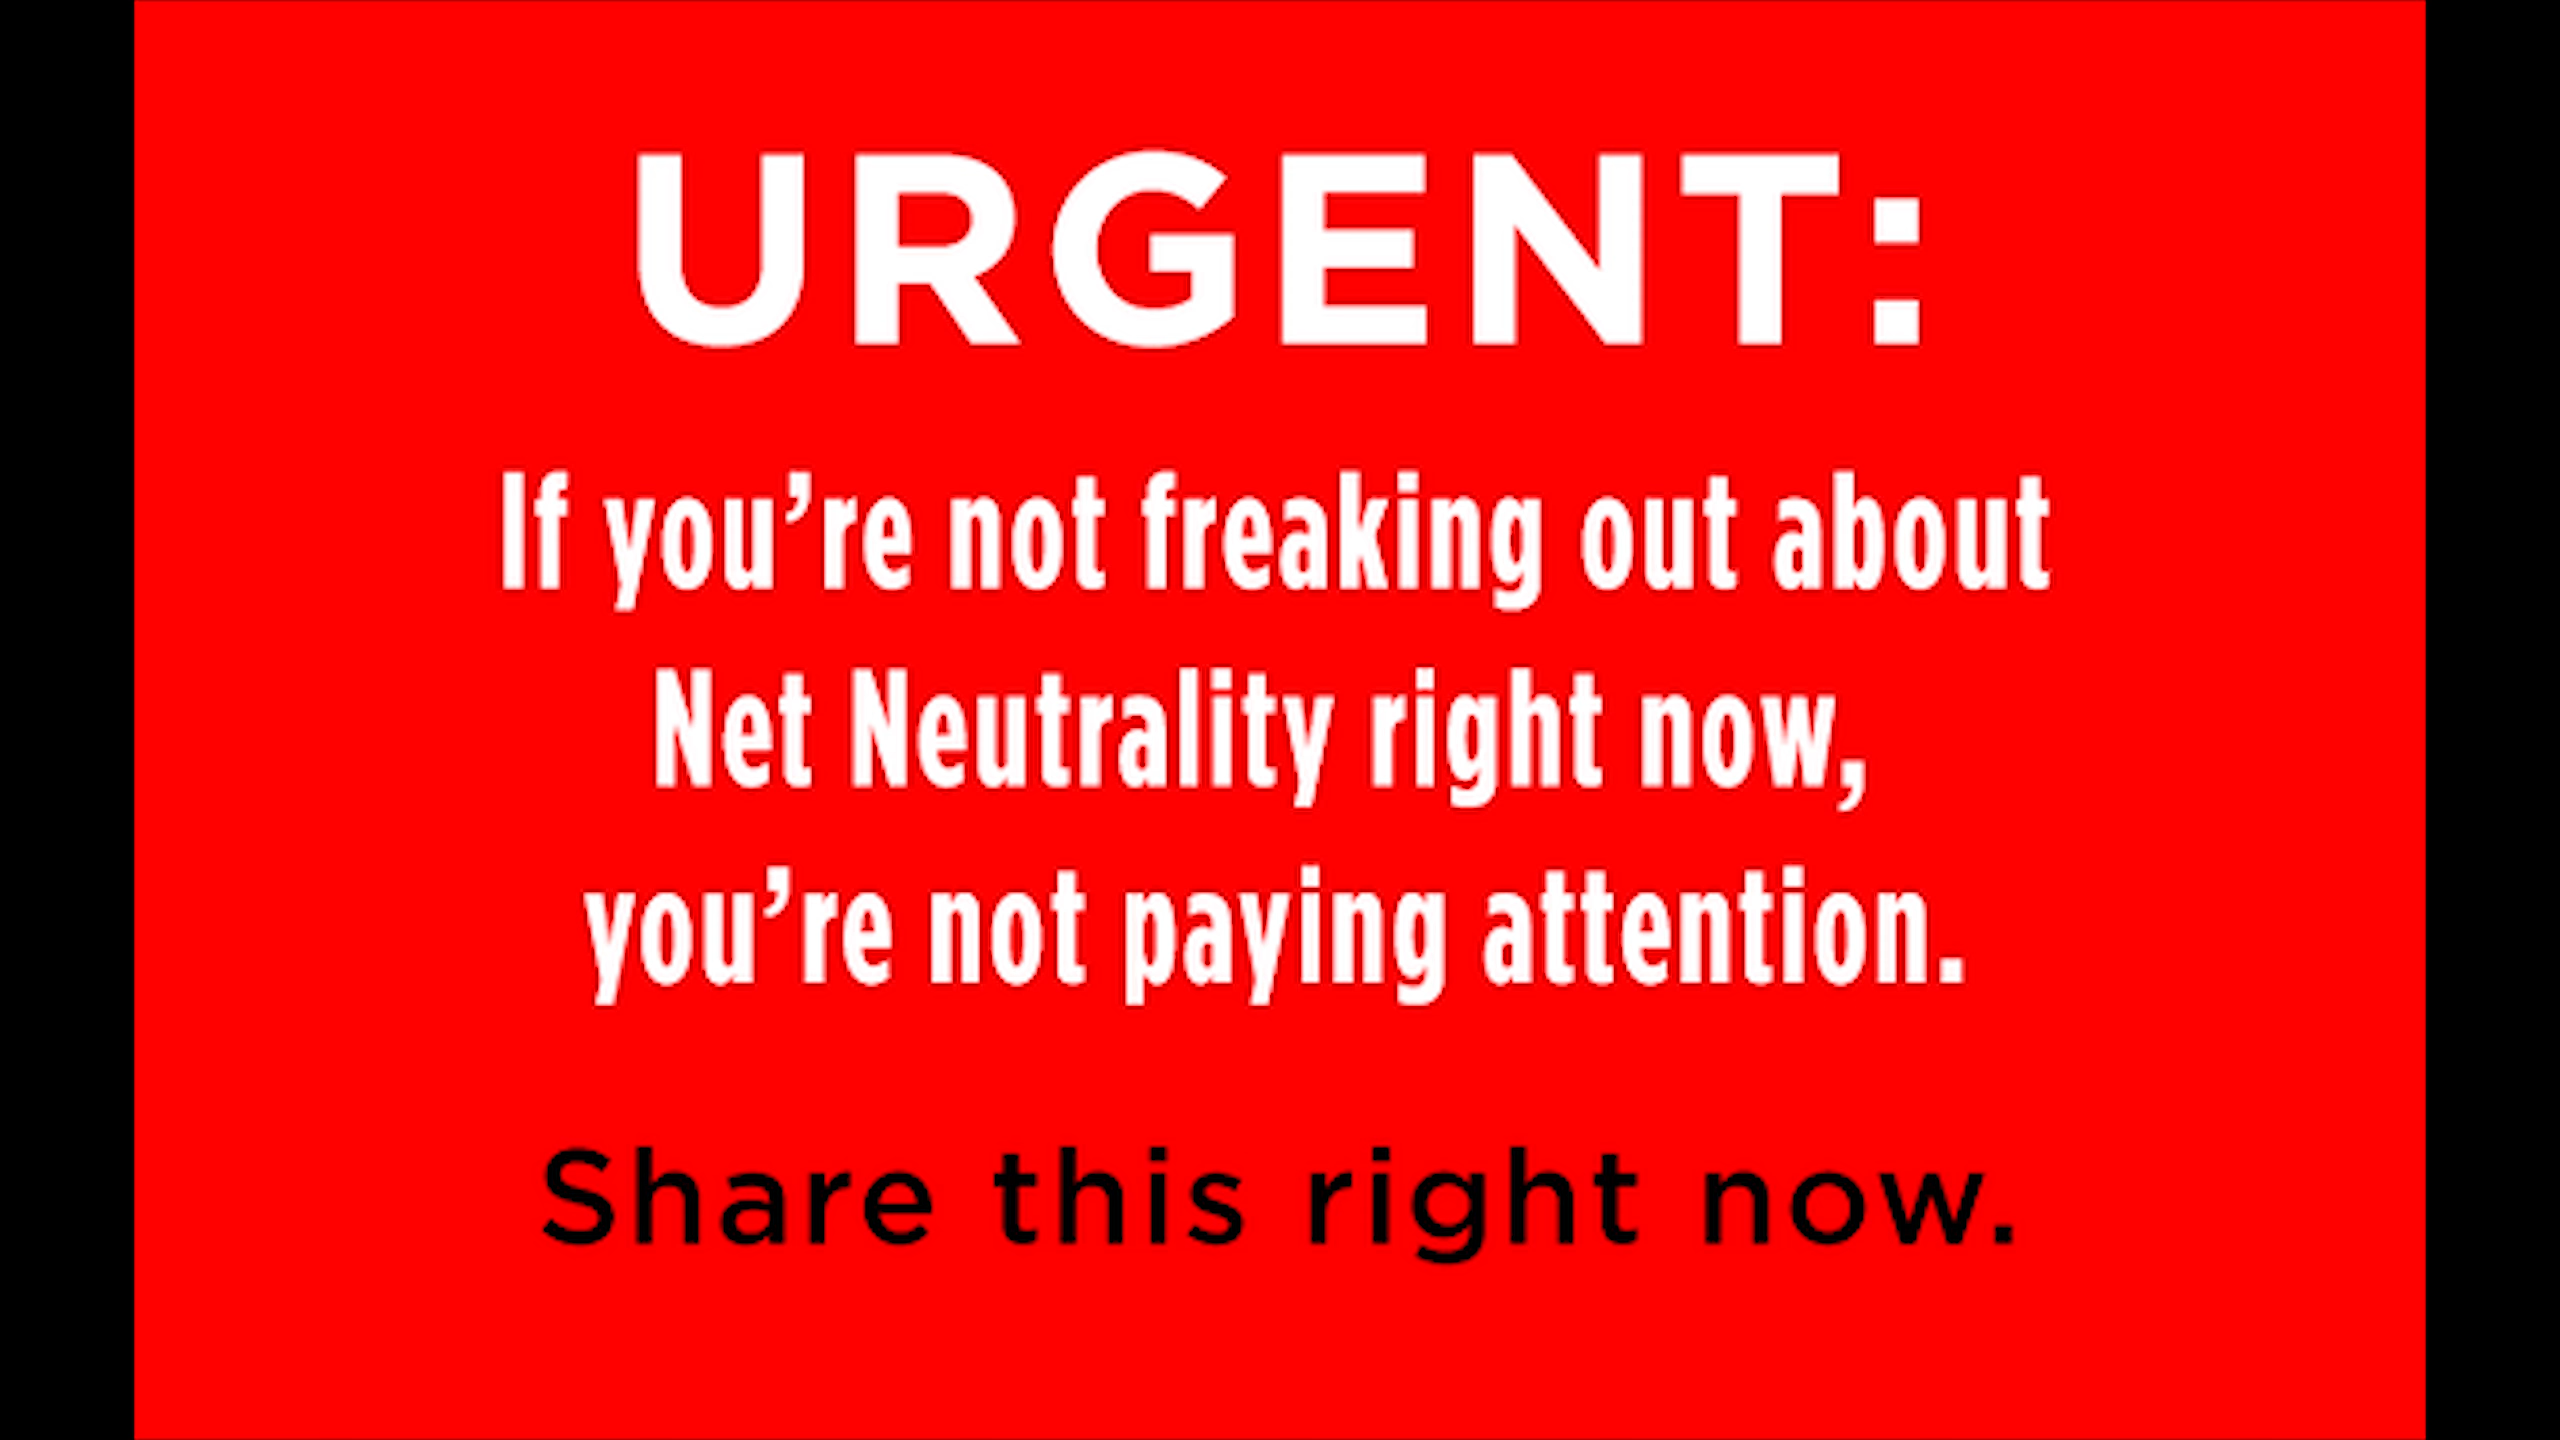 URGENT:
If you’re not freaking out about
Net Neutrality right now,
you’re not paying attention.
Share this right now.